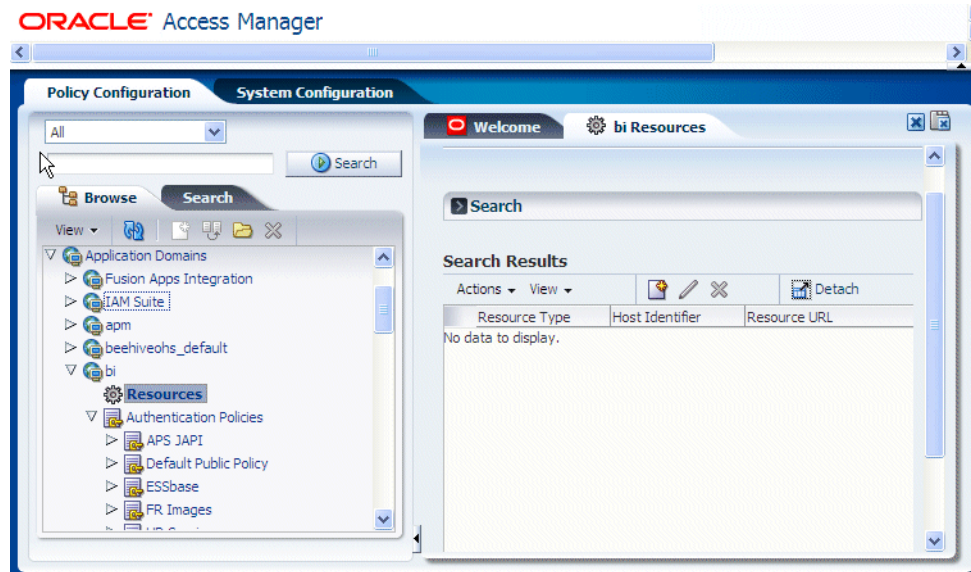 ORACLE Access Manager
Policy Configuration System Configuration
All
Search
Browse Search
View
Application Domains
Fusion Apps Integration
IAM Suite
apm
beehiveohs_default
bi
Resources
Authentication Policies
APS JAPI
Default Public Policy
ESSbase
FR Images
Welcome bi Resources
Search
Search Results
Actions View Detach
Resource Type Host Identifier Resource URL
No data to display.